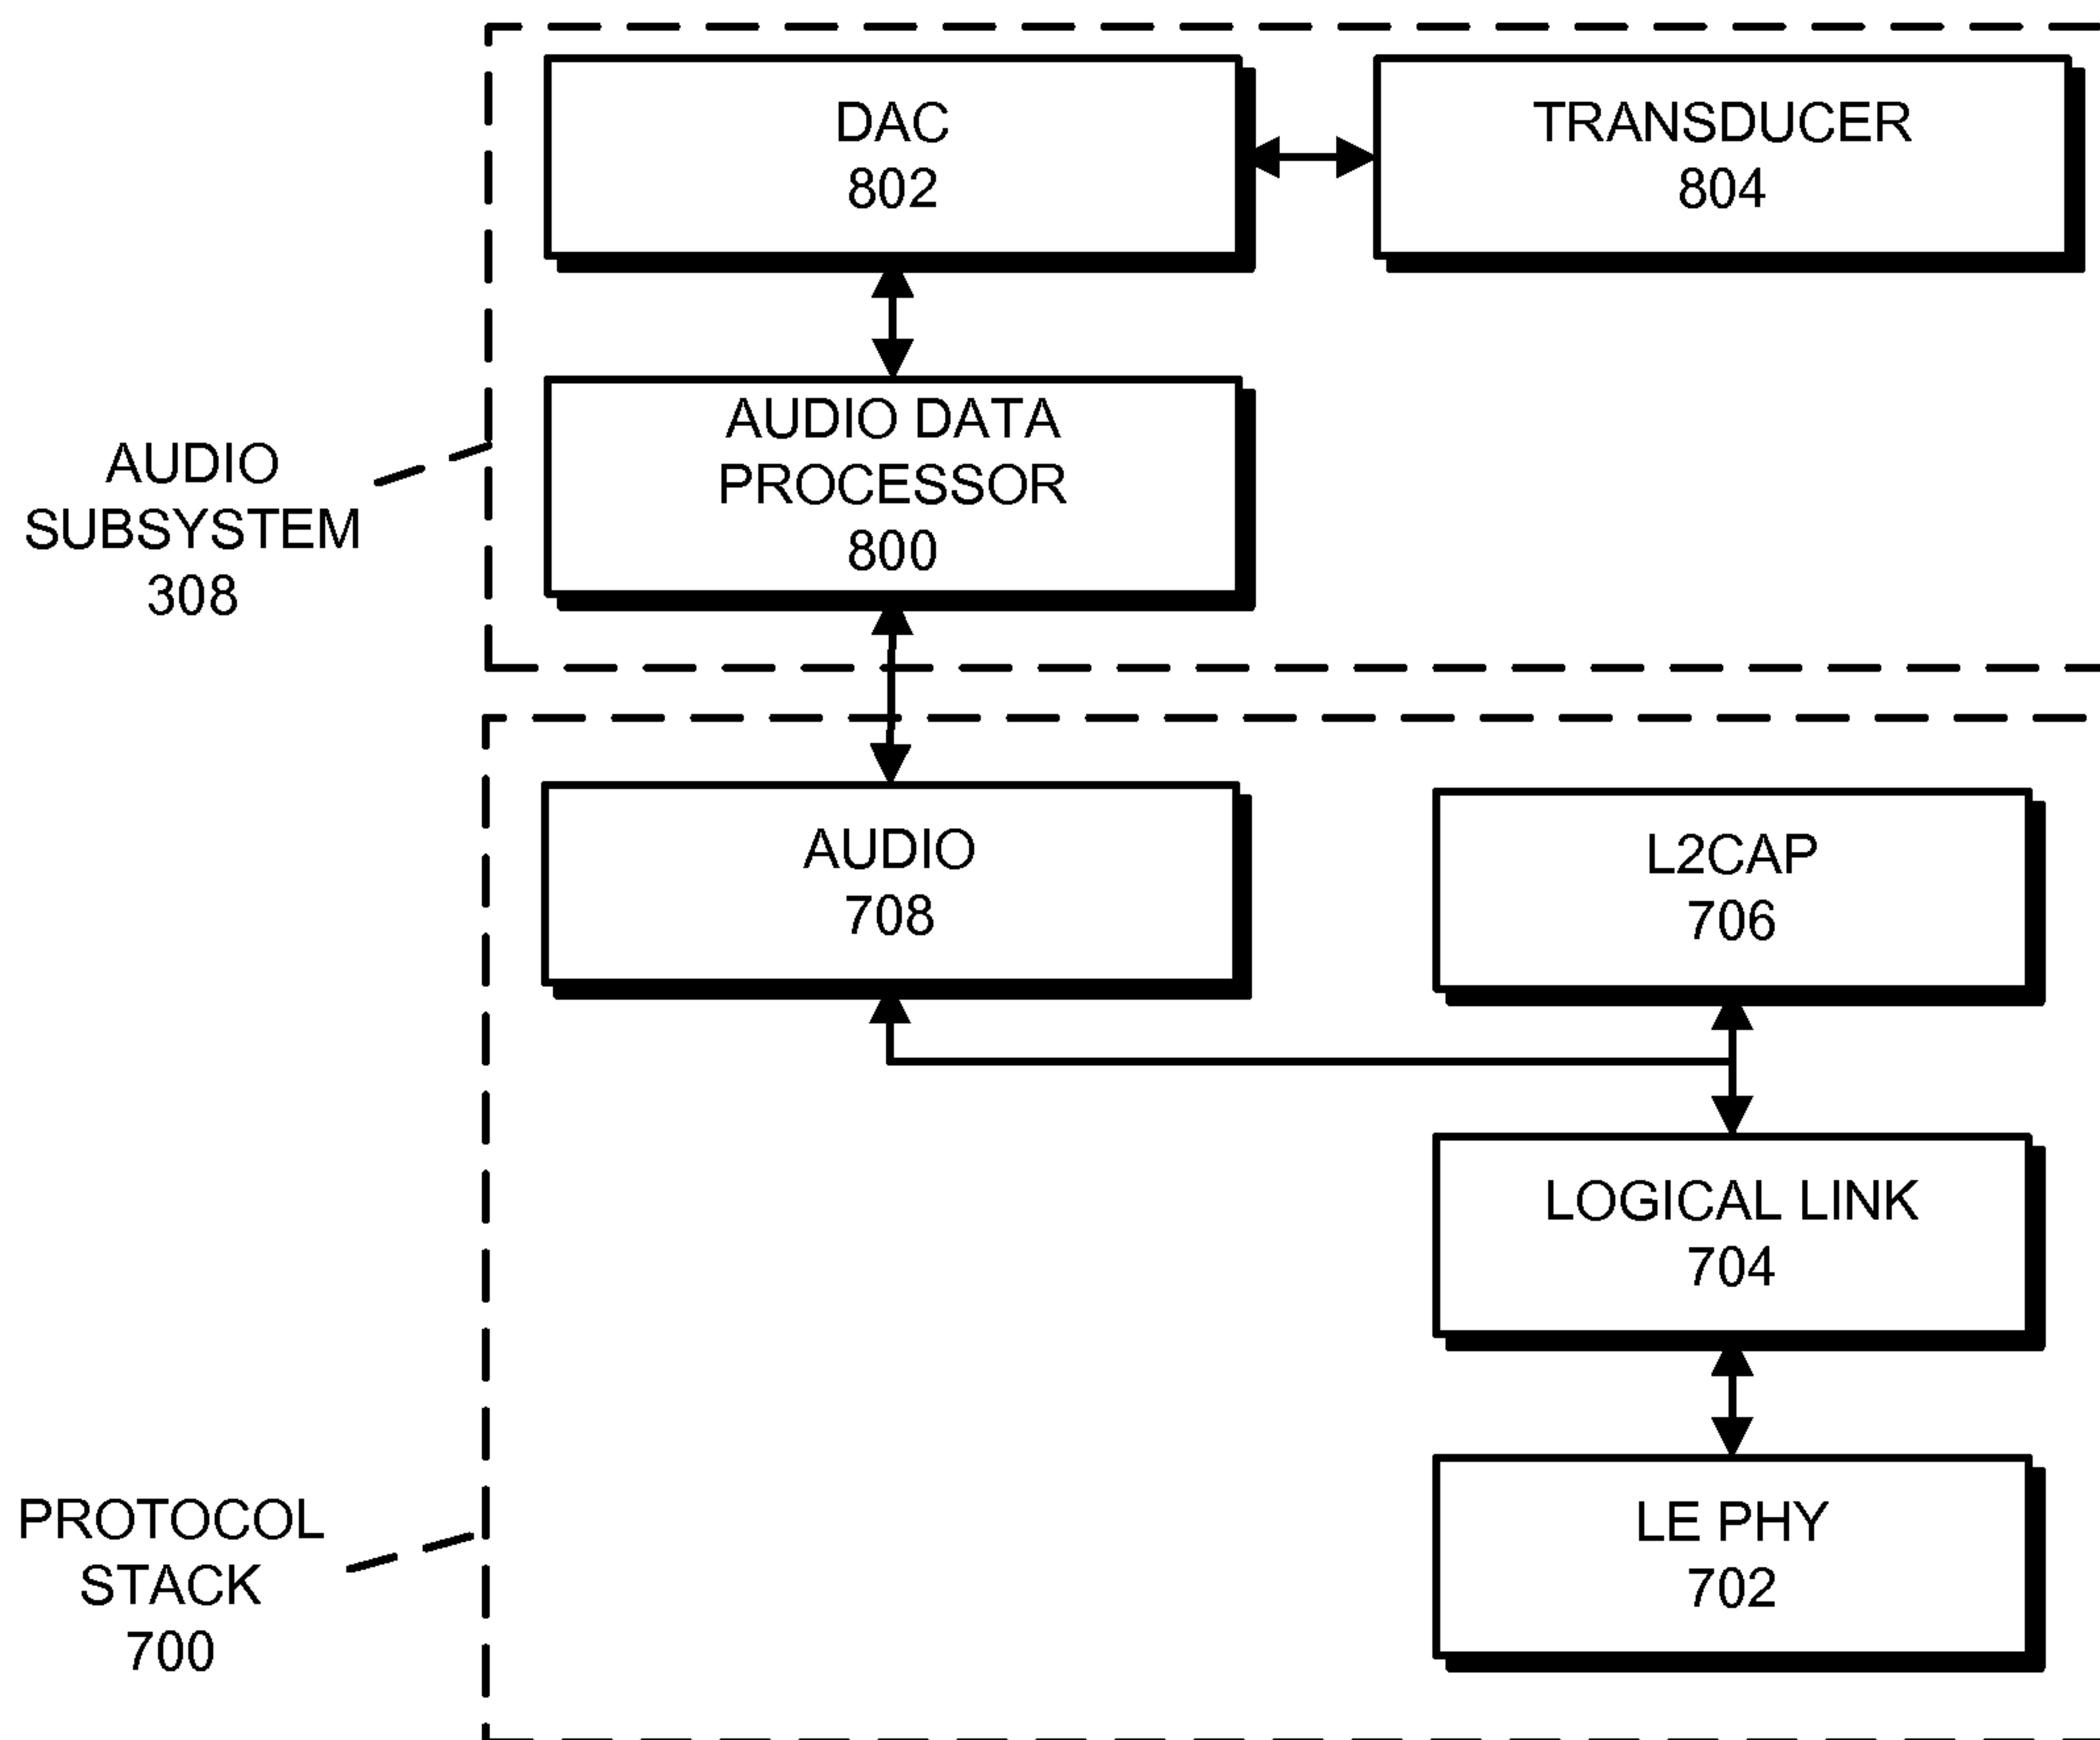 DAC
802
TRANSDUCER
804
AUDIO DATA
PROCESSOR
800
AUDIO
SUBSYSTEM
308
AUDIO
708
L2CAP
706
LOGICAL LINK
704
LE PHY
702
PROTOCOL
STACK
700